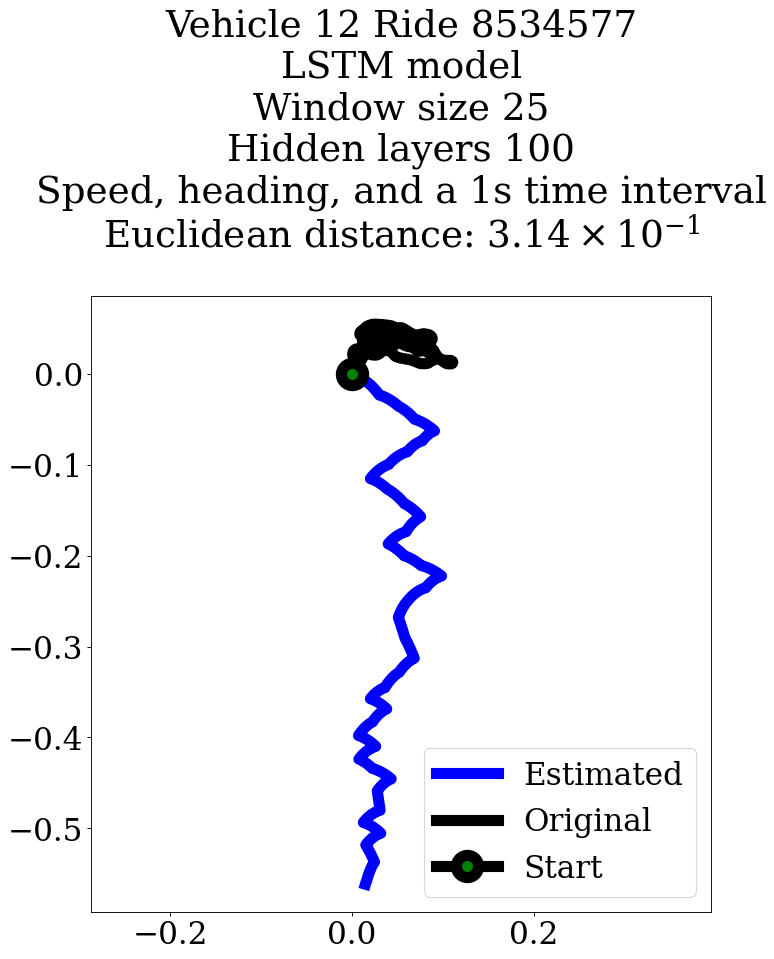 Vehicle 12 Ride 8534577
LSTM model
Window size 25
Hidden layers 100
Speed, heading, and a 1s time interval
Euclidean distance: 3.14 × 10⁻¹
0.0
−0.1
−0.2
−0.3
−0.4
−0.5
Estimated
Original
Start
−0.2 0.0 0.2